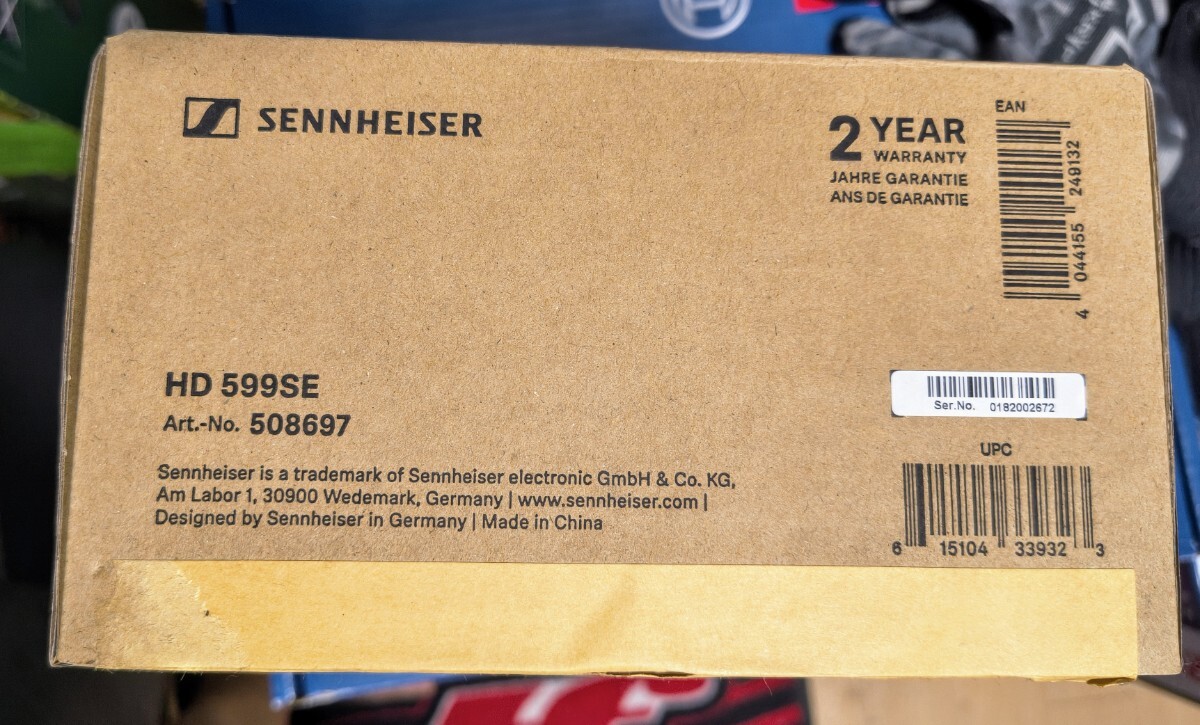 SENNHEISER
2 YEAR
WARRANTY
JAHRE GARANTIE
ANS DE GARANTIE
EAN
4 044155 249132
HD 599SE
Art.-No. 508697
Ser.No. 0182002672
UPC
6 15104 33932 3
Sennheiser is a trademark of Sennheiser electronic GmbH & Co. KG,
Am Labor 1, 30900 Wedemark, Germany | www.sennheiser.com |
Designed by Sennheiser in Germany | Made in China